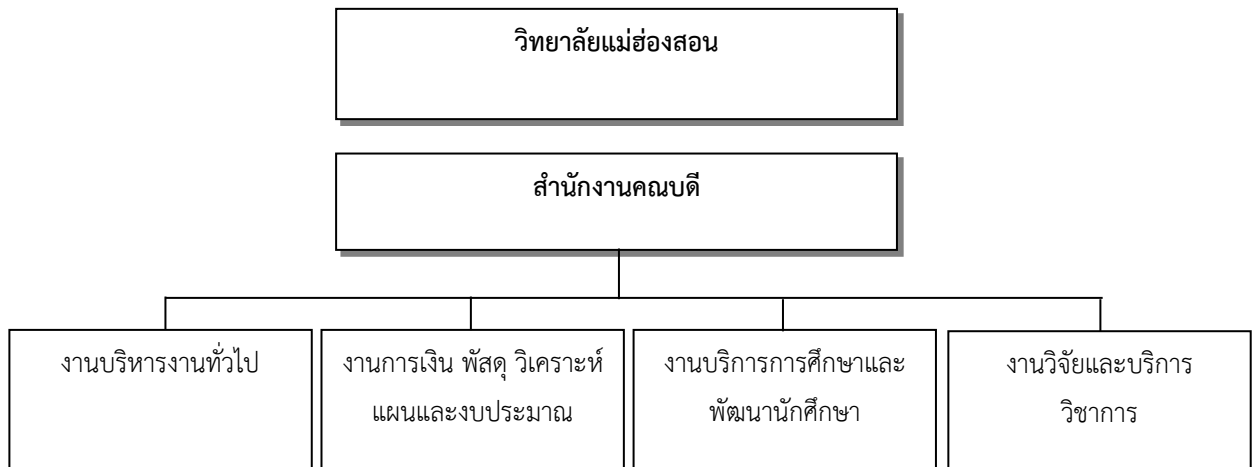 วิทยาลัยแม่ฮ่องสอน
สำนักงานคณบดี
งานบริหารงานทั่วไป
งานการเงิน พัสดุ วิเคราะห์
แผนและงบประมาณ
งานบริการการศึกษาและ
พัฒนานักศึกษา
งานวิจัยและบริการ
วิชาการ